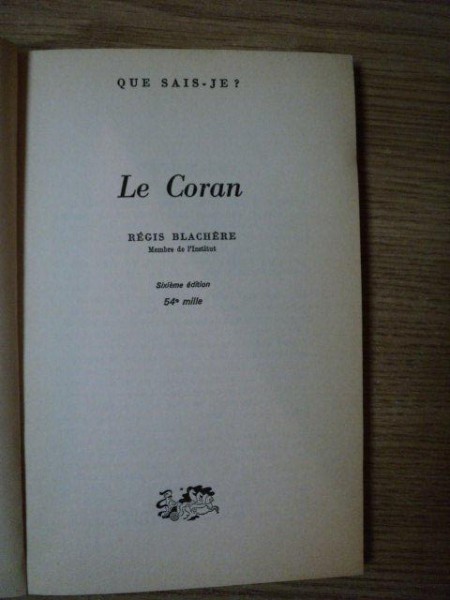 QUE SAIS-JE ?
Le Coran
RÉGIS BLACHÈRE
Membre de l'Institut
Sixième édition
54e mille